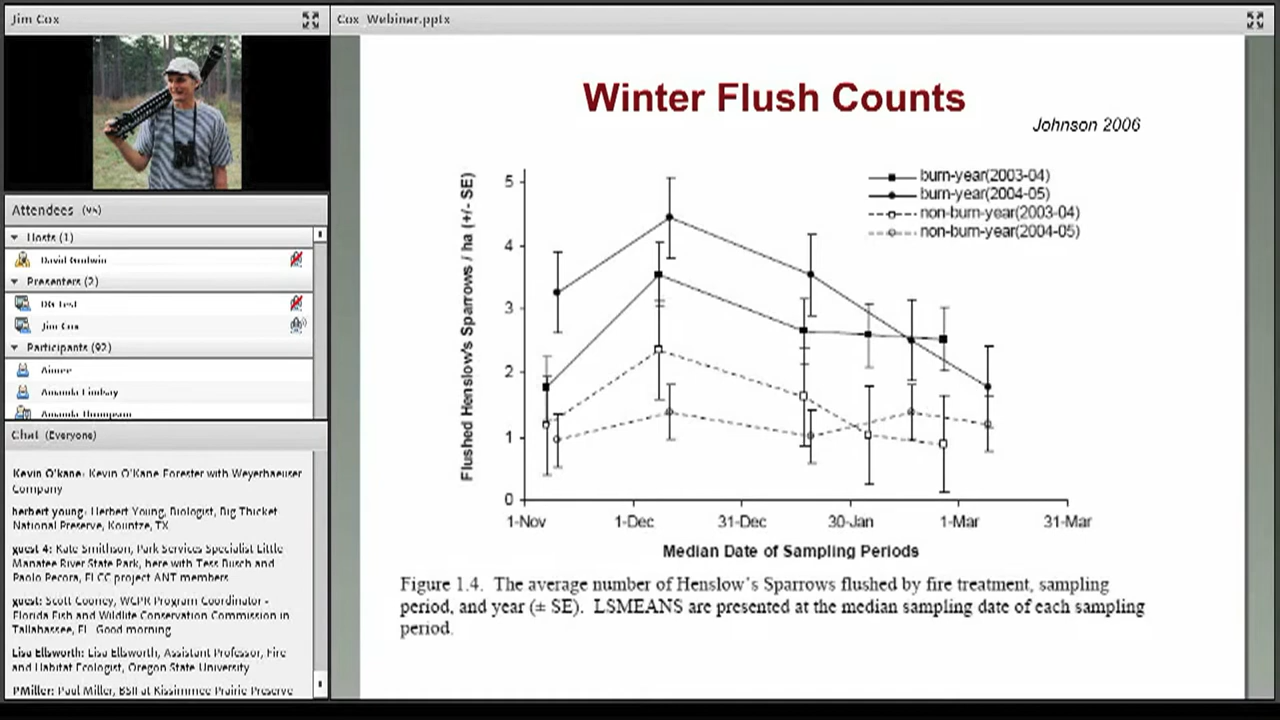 Jim Cox
Cox_Webinar.pptx
Attendees
Hosts (1)
David Godwin
Presenters (2)
DG Test
Jim Cox
Participants (92)
Aimee
Amanda Lindsay
Amanda Thompson
Chat (Everyone)
Kevin O'kane: Kevin O'Kane Forester with Weyerhaeuser
Company
herbert young: Herbert Young, Biologist, Big Thicket
National Preserve, Kountze, TX
guest 4: Kate Smithson, Park Services Specialist Little
Manatee River State Park, here with Tess Busch and
Paolo Pecora, FLCC project ANT members
guest: Scott Cooney, WCPR Program Coordinator -
Florida Fish and Wildlife Conservation Commission in
Tallahassee, FL Good morning
Lisa Ellsworth: Lisa Ellsworth, Assistant Professor, Fire
and Habitat Ecologist, Oregon State University
PMiller: Paul Miller, BSII at Kissimmee Prairie Preserve
Winter Flush Counts
Johnson 2006
burn-year(2003-04)
burn-year(2004-05)
non-burn-year(2003-04)
non-burn-year(2004-05)
Flushed Henslow's Sparrows / ha (+/- SE)
5
4
3
2
1
0
1-Nov 1-Dec 31-Dec 30-Jan 1-Mar 31-Mar
Median Date of Sampling Periods
Figure 1.4. The average number of Henslow's Sparrows flushed by fire treatment, sampling
period, and year (± SE). LSMEANS are presented at the median sampling date of each sampling
period.